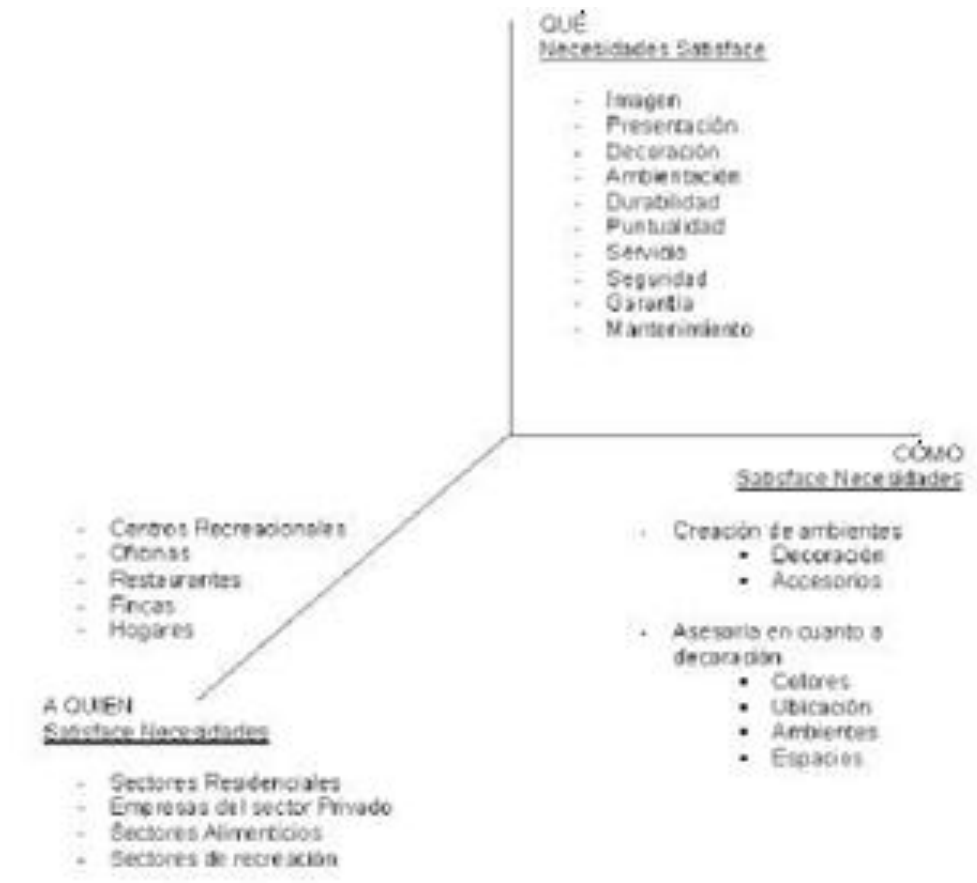 QUÉ
Necesidades Satisface
- Imagen
- Presentación
- Decoración
- Ambientación
- Durabilidad
- Puntualidad
- Servicio
- Seguridad
- Garantía
- Mantenimiento
CÓMO
Satisface Necesidades
- Creación de ambientes
▪ Decoración
▪ Accesorios
- Asesoría en cuanto a
decoración
▪ Colores
▪ Ubicación
▪ Ambientes
▪ Espacios
- Centros Recreacionales
- Oficinas
- Restaurantes
- Fincas
- Hogares
A QUIEN
Satisface Necesidades
- Sectores Residenciales
- Empresas del sector Privado
- Sectores Alimenticios
- Sectores de recreación